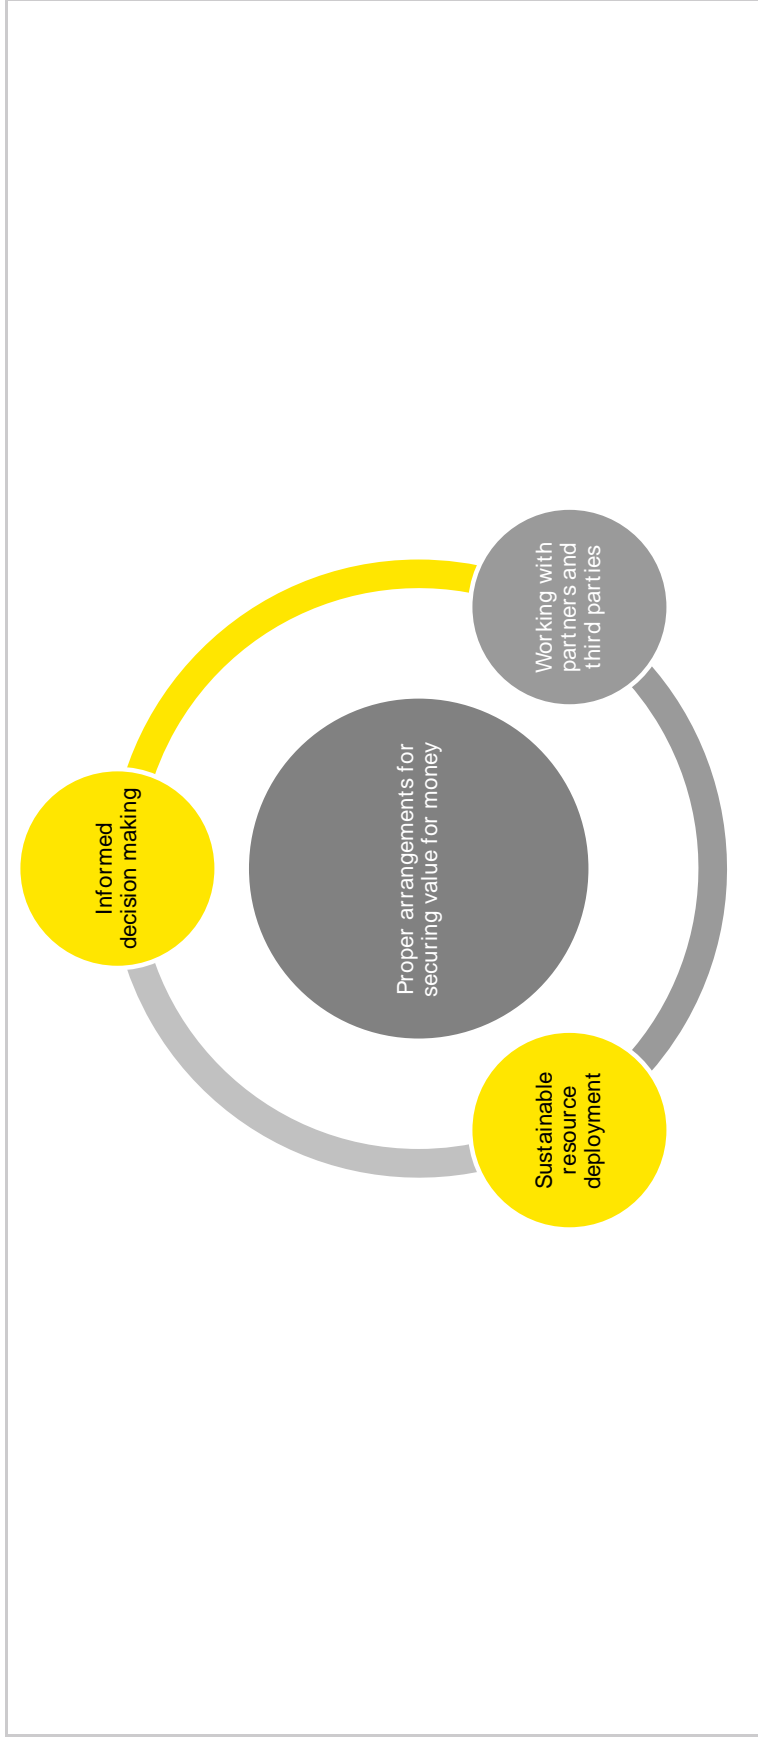 Informed
decision making
Proper arrangements for
securing value for money
Sustainable
resource
deployment
Working with
partners and
third parties